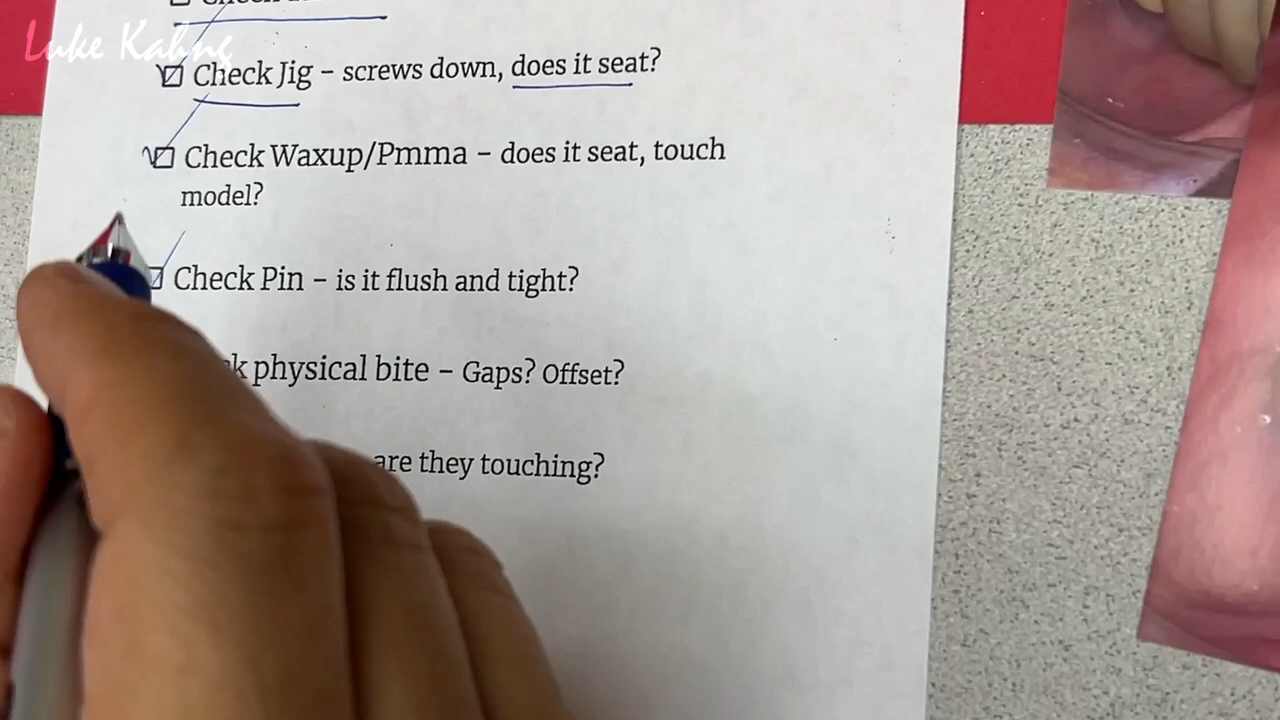 Luke Kahng
Check
Check Jig – screws down, does it seat?
Check Waxup/Pmma – does it seat, touch
model?
Check Pin – is it flush and tight?
physical bite – Gaps? Offset?
are they touching?